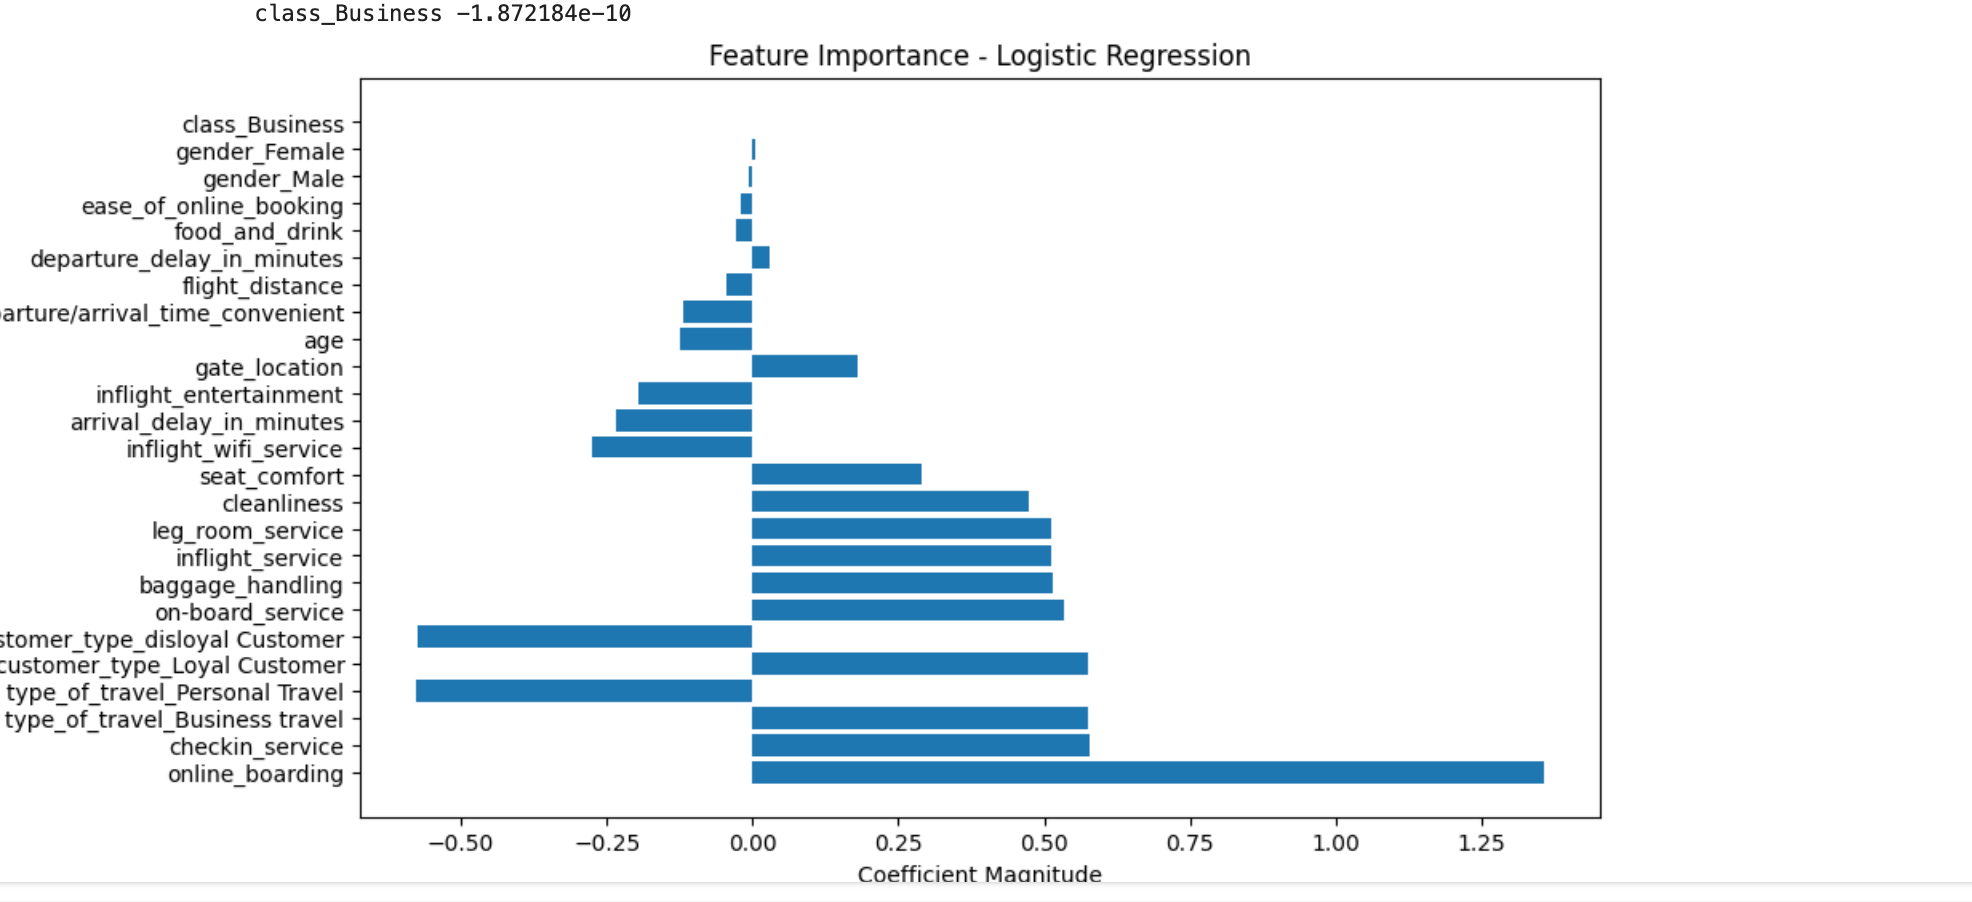 class_Business -1.872184e-10
Feature Importance - Logistic Regression
class_Business
gender_Female
gender_Male
ease_of_online_booking
food_and_drink
departure_delay_in_minutes
flight_distance
arture/arrival_time_convenient
age
gate_location
inflight_entertainment
arrival_delay_in_minutes
inflight_wifi_service
seat_comfort
cleanliness
leg_room_service
inflight_service
baggage_handling
on-board_service
stomer_type_disloyal Customer
customer_type_Loyal Customer
type_of_travel_Personal Travel
type_of_travel_Business travel
checkin_service
online_boarding
−0.50 −0.25 0.00 0.25 0.50 0.75 1.00 1.25
Coefficient Magnitude